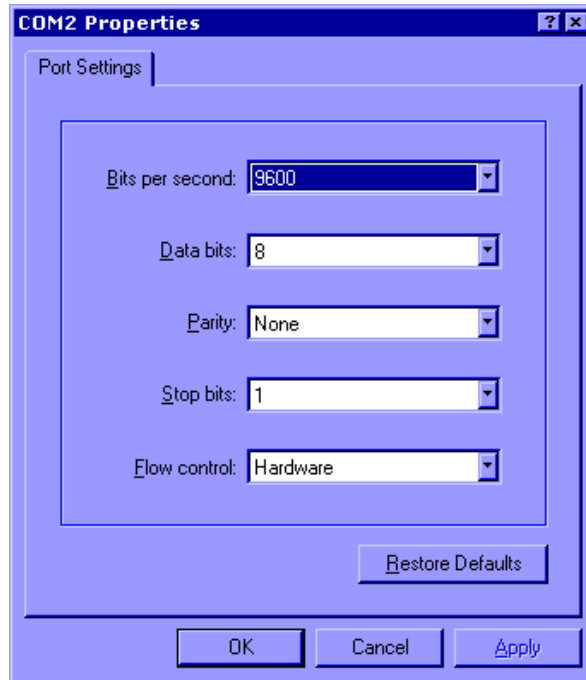 COM2 Properties ? ×
Port Settings
Bits per second: 9600
Data bits: 8
Parity: None
Stop bits: 1
Flow control: Hardware
Restore Defaults
OK Cancel Apply